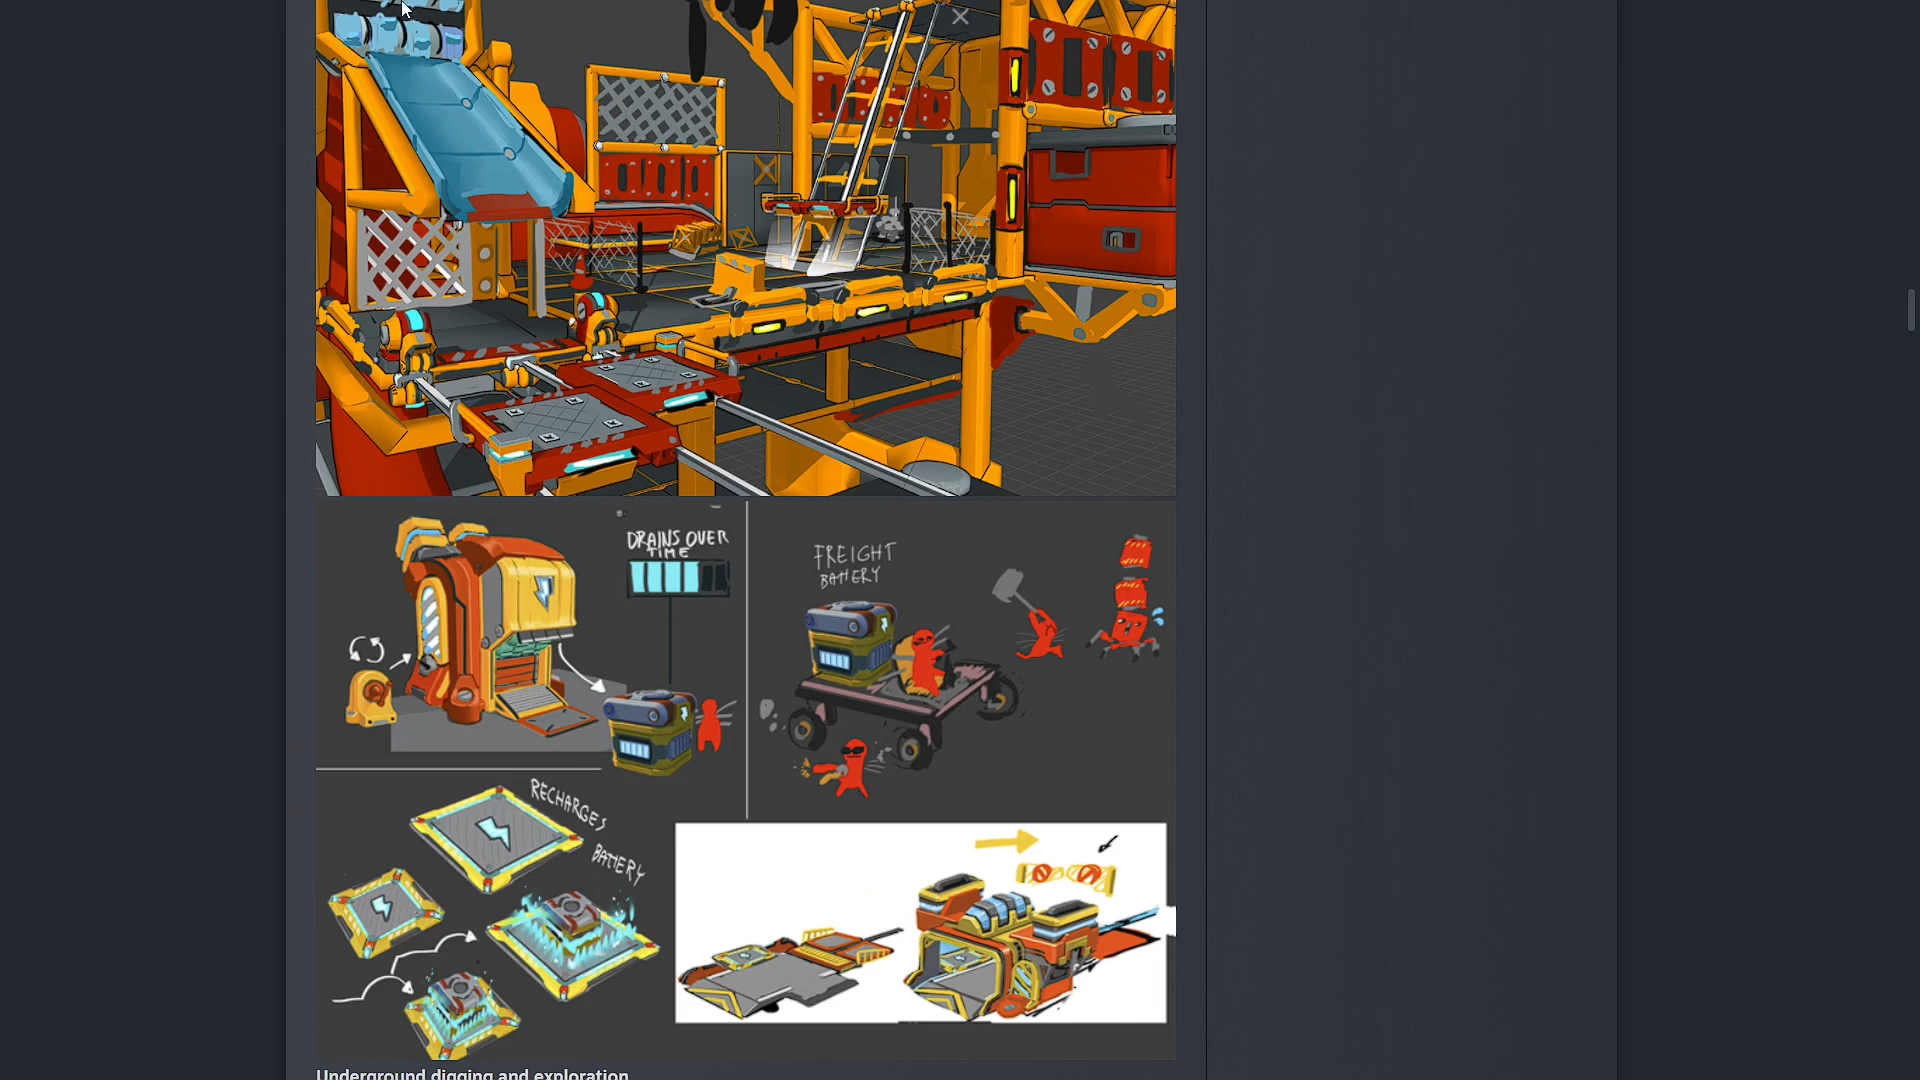 DRAINS OVER
TIME
FREIGHT
BATTERY
RECHARGES
BATTERY
Underground digging and exploration